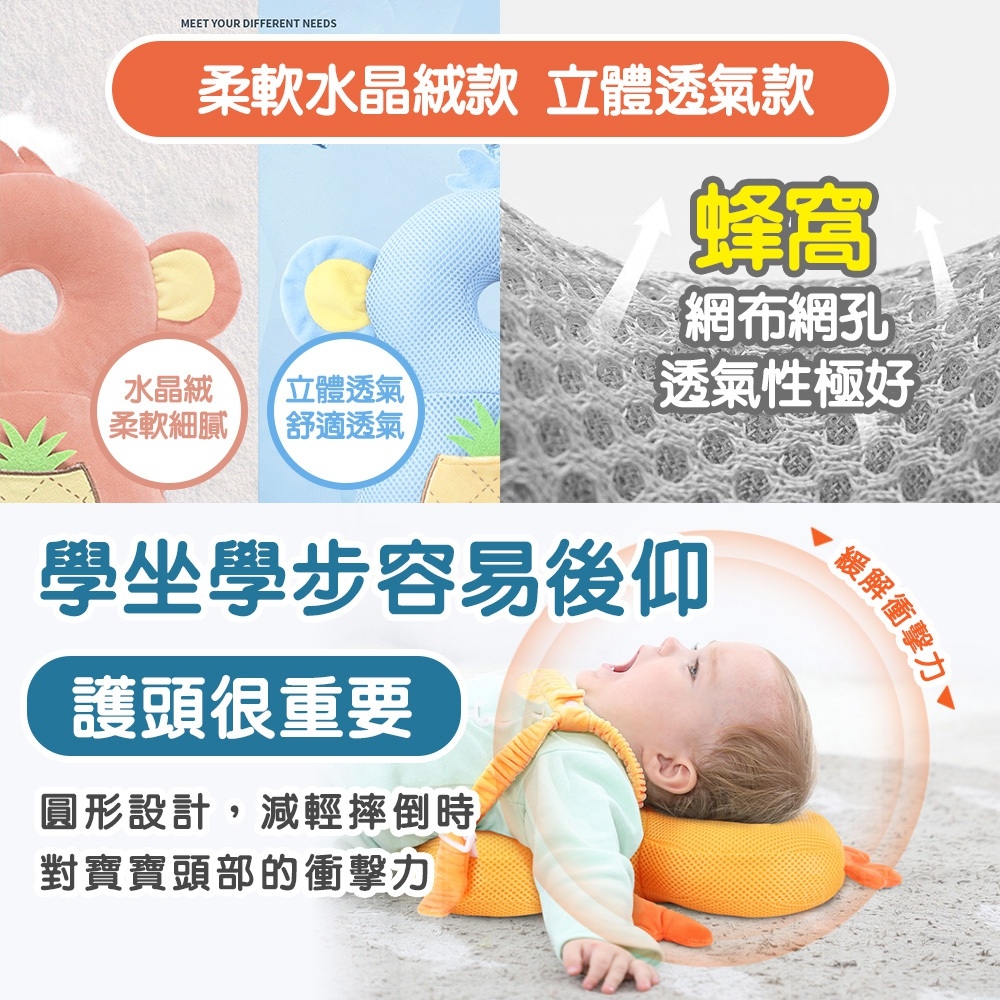 MEET YOUR DIFFERENT NEEDS
柔軟水晶絨款 立體透氣款
蜂窩
網布網孔
透氣性極好
水晶絨
柔軟細膩
立體透氣
舒適透氣
學坐學步容易後仰
緩解衝擊力
護頭很重要
圓形設計，減輕摔倒時
對寶寶頭部的衝擊力